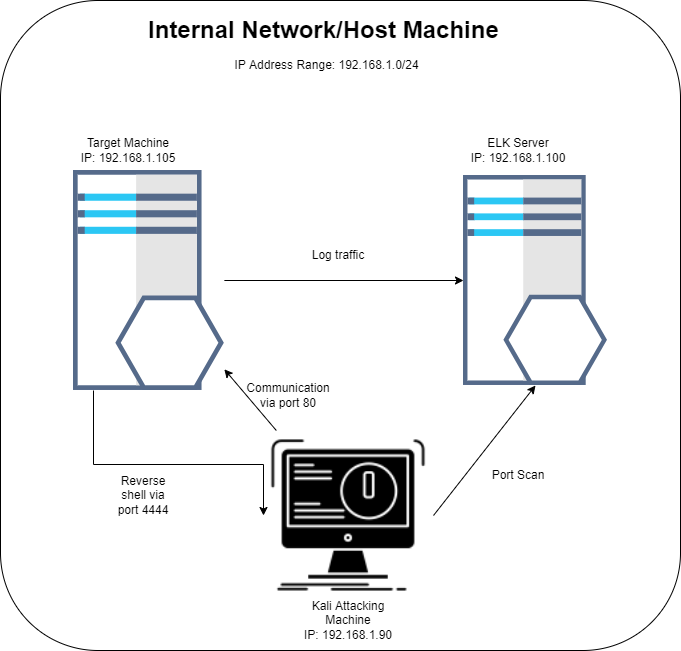 Internal Network/Host Machine
IP Address Range: 192.168.1.0/24
Target Machine
IP: 192.168.1.105
ELK Server
IP: 192.168.1.100
Log traffic
Communication
via port 80
Reverse
shell via
port 4444
Port Scan
Kali Attacking
Machine
IP: 192.168.1.90